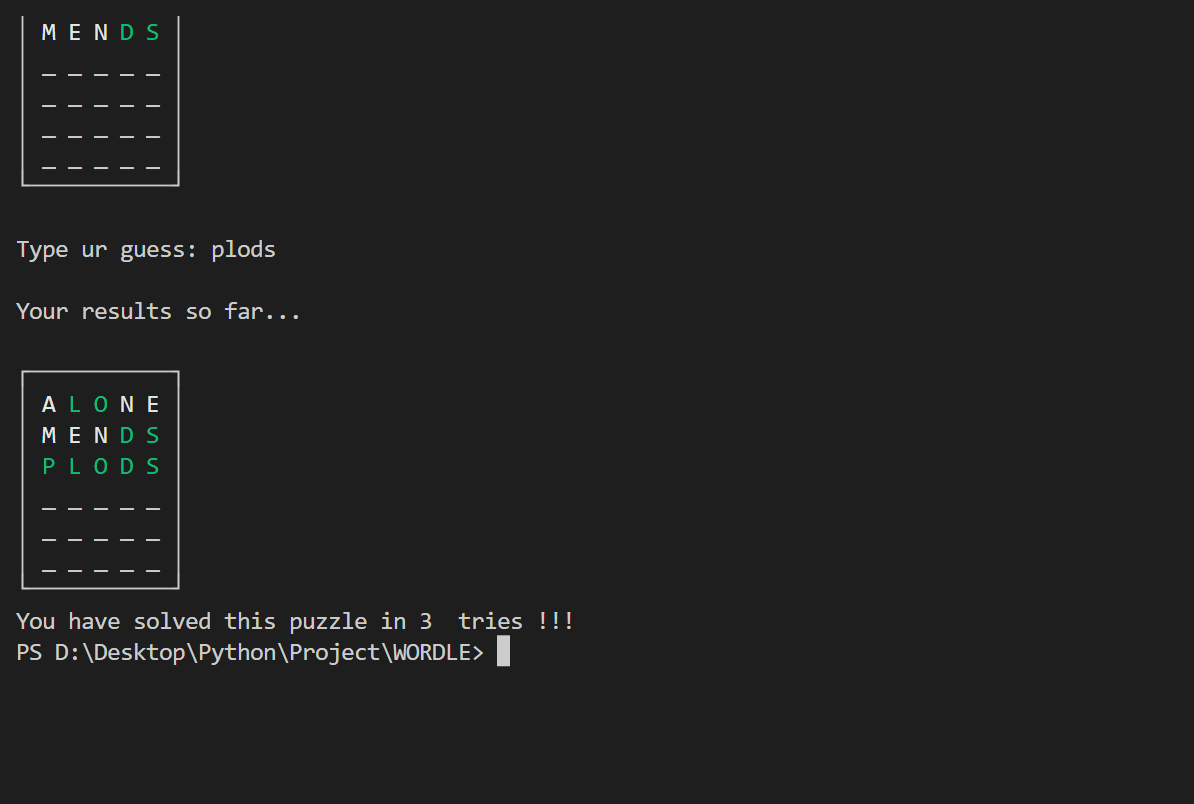 M E N D S
_ _ _ _ _
_ _ _ _ _
_ _ _ _ _
_ _ _ _ _
Type ur guess: plods
Your results so far...
A L O N E
M E N D S
P L O D S
_ _ _ _ _
_ _ _ _ _
_ _ _ _ _
You have solved this puzzle in 3  tries !!!
PS D:\Desktop\Python\Project\WORDLE>